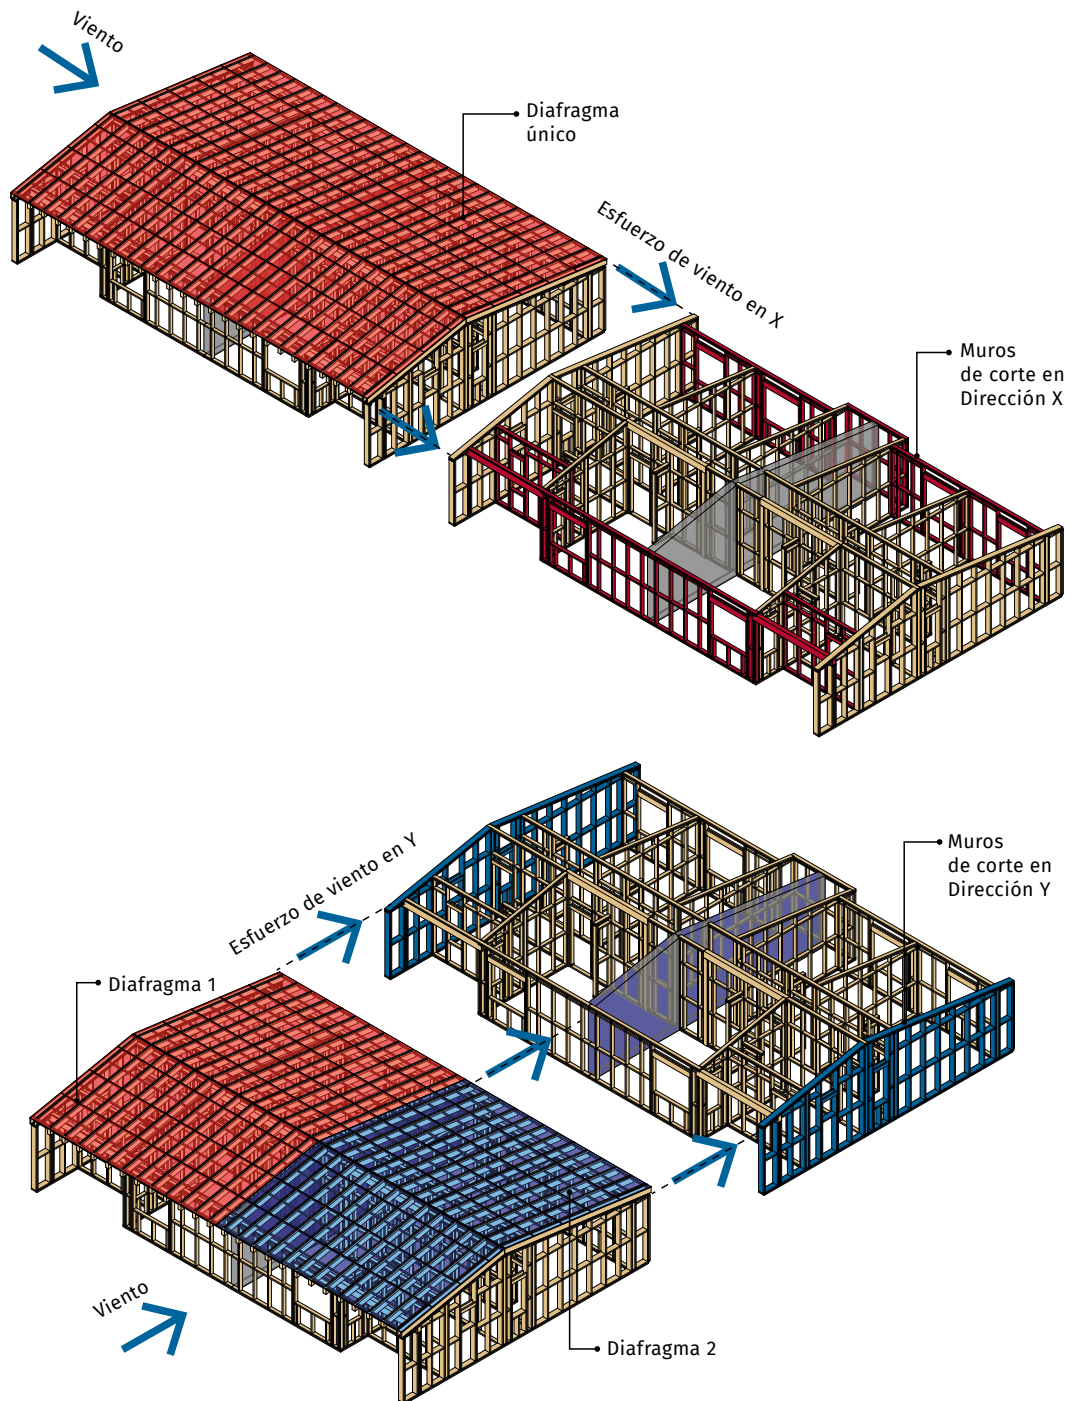 Viento
Diafragma
único
Esfuerzo de viento en X
Muros
de corte en
Dirección X
Muros
de corte en
Dirección Y
Esfuerzo de viento en Y
Diafragma 1
Viento
Diafragma 2